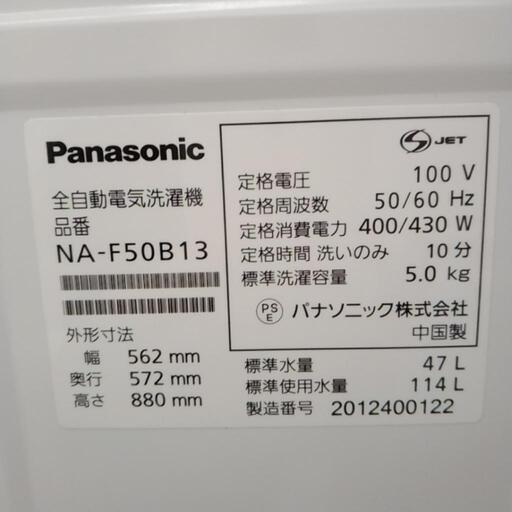 Panasonic
全自動電気洗濯機
品番
NA-F50B13
外形寸法
幅 562 mm
奥行 572 mm
高さ 880 mm
S JET
定格電圧 100 V
定格周波数 50/60 Hz
定格消費電力 400/430 W
定格時間 洗いのみ 10分
標準洗濯容量 5.0 kg
PS
E
パナソニック株式会社
中国製
標準水量 47 L
標準使用水量 114 L
製造番号 2012400122